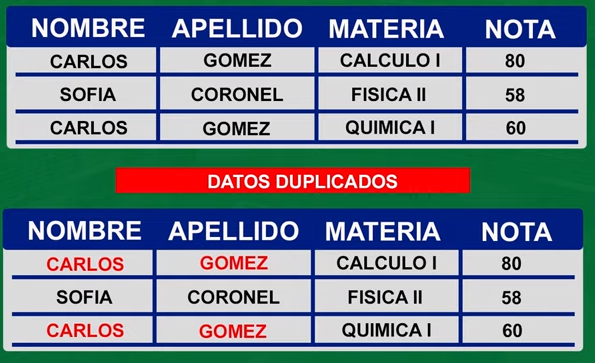 NOMBRE APELLIDO MATERIA NOTA
CARLOS GOMEZ CALCULO I 80
SOFIA CORONEL FISICA II 58
CARLOS GOMEZ QUIMICA I 60
DATOS DUPLICADOS
NOMBRE APELLIDO MATERIA NOTA
CARLOS GOMEZ CALCULO I 80
SOFIA CORONEL FISICA II 58
CARLOS GOMEZ QUIMICA I 60